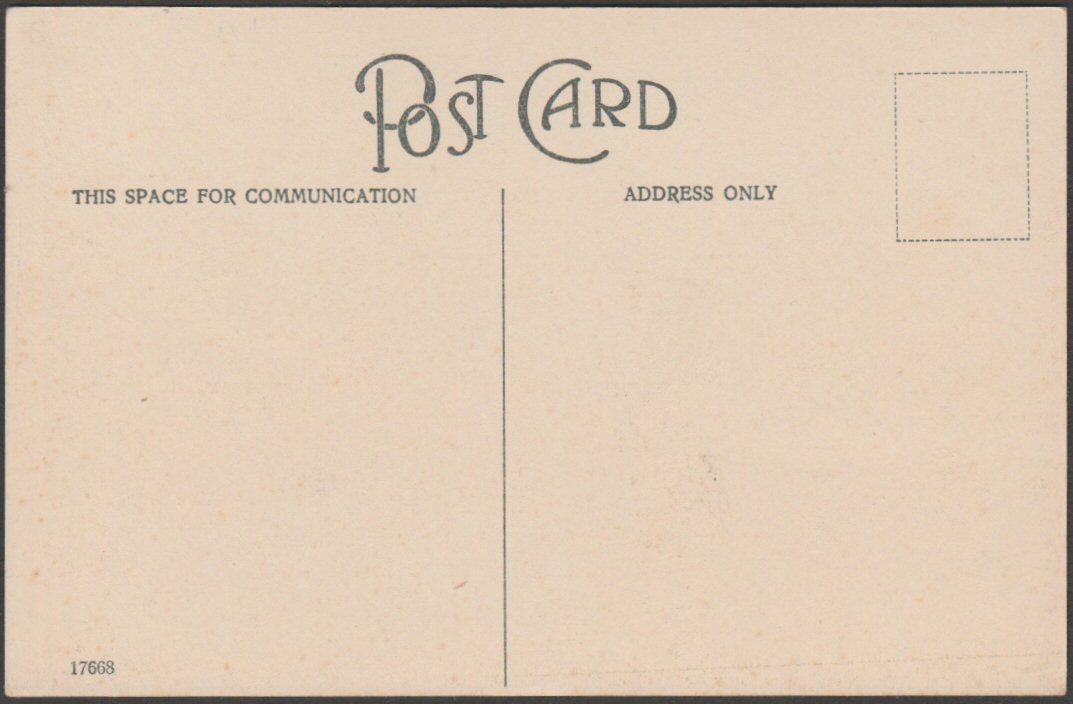 Post Card
THIS SPACE FOR COMMUNICATION
ADDRESS ONLY
17668